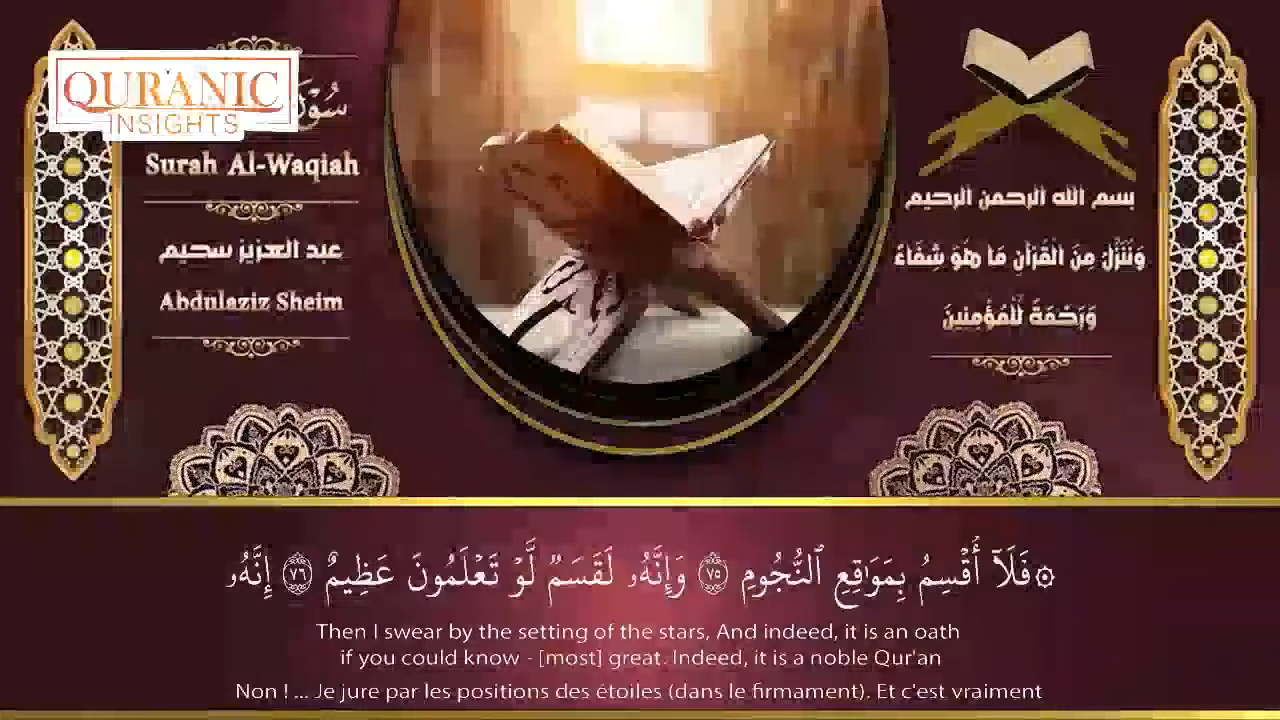 QURANIC
INSIGHTS
Surah Al-Waqiah
عبد العزيز سحيم
Abdulaziz Sheim
بسم الله الرحمن الرحيم
وَنُنَزِّلُ مِنَ الْقُرْآنِ مَا هُوَ شِفَاءٌ
وَرَحْمَةٌ لِّلْمُؤْمِنِينَ
۞ فَلَآ أُقْسِمُ بِمَوَٰقِعِ ٱلنُّجُومِ ٧٥ وَإِنَّهُۥ لَقَسَمٌ لَّوْ تَعْلَمُونَ عَظِيمٌ ٧٦ إِنَّهُۥ
Then I swear by the setting of the stars, And indeed, it is an oath
if you could know - [most] great. Indeed, it is a noble Qur'an
Non ! ... Je jure par les positions des étoiles (dans le firmament). Et c'est vraiment